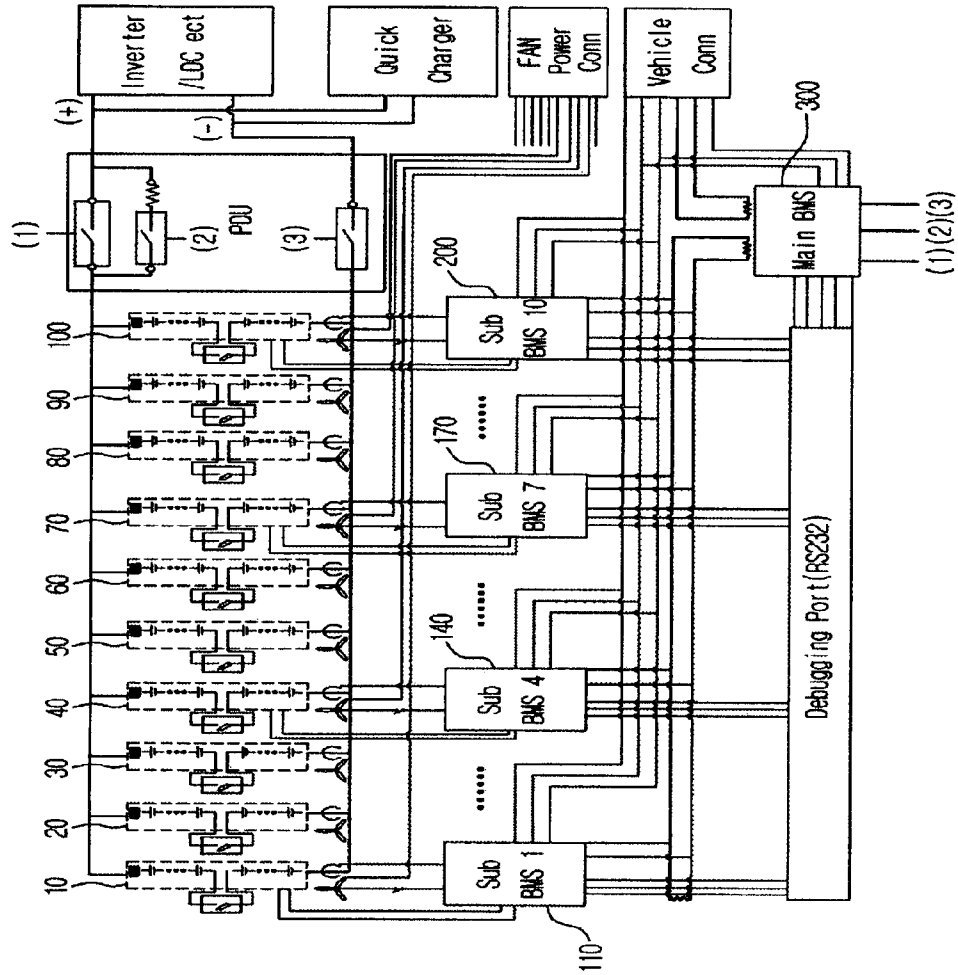 Inverter
/LDC ect
Quick
Charger
FAN
Power
Conn
Vehicle
Conn
(+)
(-)
(1)
(2)
PDU
(3)
300
Main BMS
(1)(2)(3)
100
90
80
70
60
50
40
30
20
10
200
Sub
BMS 10
170
Sub
BMS 7
140
Sub
BMS 4
Sub
BMS 1
110
Debugging Port(RS232)